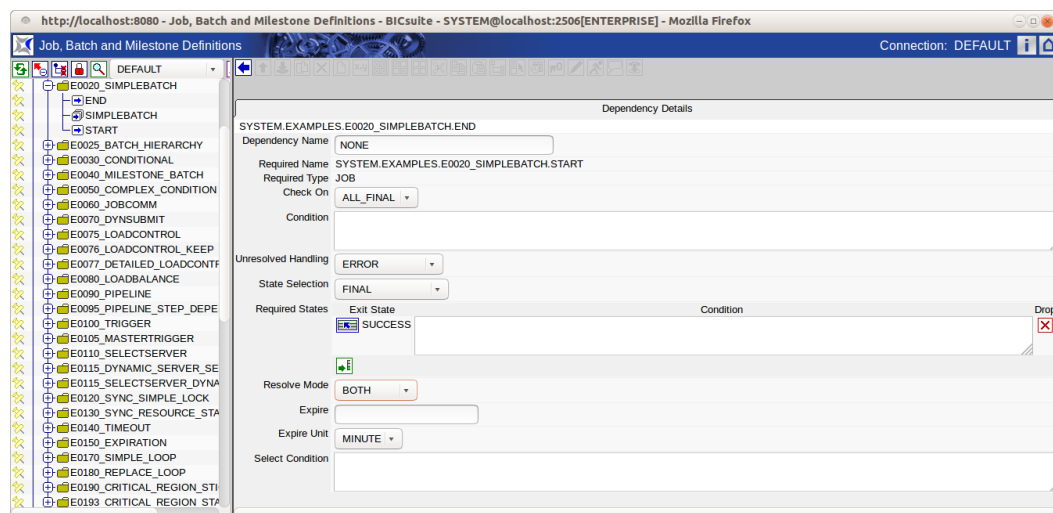 http://localhost:8080 - Job, Batch and Milestone Definitions - BICsuite - SYSTEM@localhost:2506[ENTERPRISE] - Mozilla Firefox
Job, Batch and Milestone Definitions
Connection: DEFAULT
DEFAULT
E0020_SIMPLEBATCH
END
SIMPLEBATCH
START
E0025_BATCH_HIERARCHY
E0030_CONDITIONAL
E0040_MILESTONE_BATCH
E0050_COMPLEX_CONDITION
E0060_JOBCOMM
E0070_DYNSUBMIT
E0075_LOADCONTROL
E0076_LOADCONTROL_KEEP
E0077_DETAILED_LOADCONTR
E0080_LOADBALANCE
E0090_PIPELINE
E0095_PIPELINE_STEP_DEPE
E0100_TRIGGER
E0105_MASTERTRIGGER
E0110_SELECTSERVER
E0115_DYNAMIC_SERVER_SE
E0115_SELECTSERVER_DYNA
E0120_SYNC_SIMPLE_LOCK
E0130_SYNC_RESOURCE_STA
E0140_TIMEOUT
E0150_EXPIRATION
E0170_SIMPLE_LOOP
E0180_REPLACE_LOOP
E0190_CRITICAL_REGION_STI
E0193_CRITICAL_REGION_STA
Dependency Details
SYSTEM.EXAMPLES.E0020_SIMPLEBATCH.END
Dependency Name NONE
Required Name SYSTEM.EXAMPLES.E0020_SIMPLEBATCH.START
Required Type JOB
Check On ALL_FINAL
Condition
Unresolved Handling ERROR
State Selection FINAL
Required States Exit State Condition Drop
SUCCESS
Resolve Mode BOTH
Expire
Expire Unit MINUTE
Select Condition